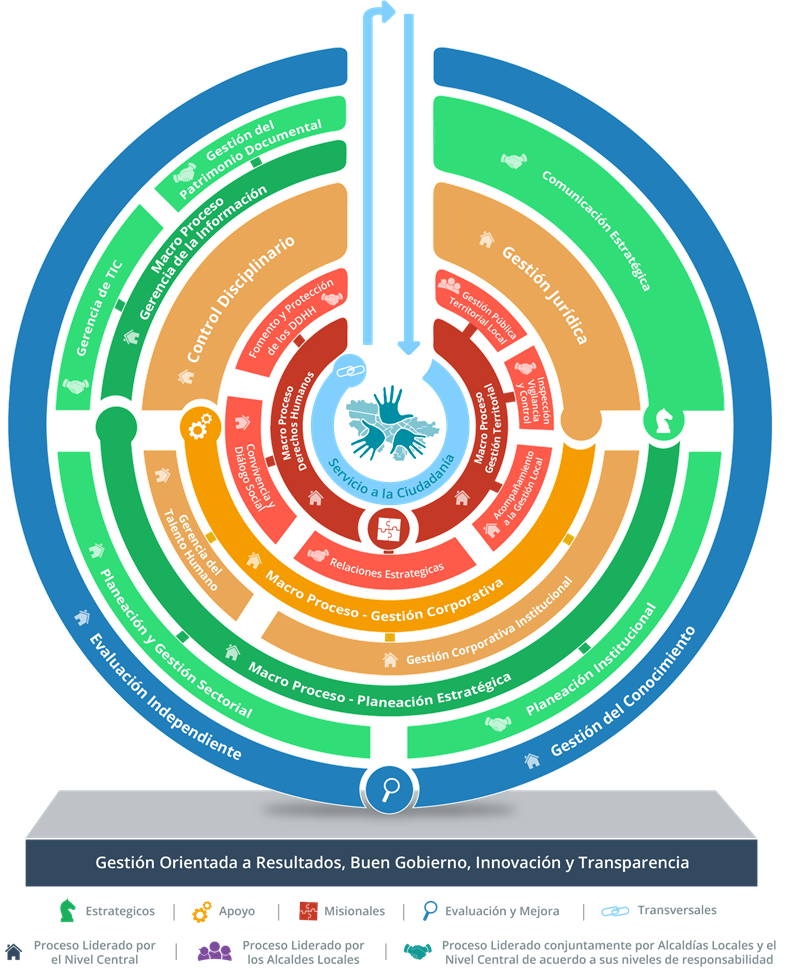 Gestión del
Patrimonio Documental
Macro Proceso
Gerencia de la Información
Gerencia de TIC
Control Disciplinario
Fomento y Protección
de los DDHH
Macro Proceso
Derechos Humanos
Convivencia y
Diálogo Social
Comunicación Estratégica
Gestión Jurídica
Gestión Pública
Territorial Local
Inspección
Vigilancia
y Control
Macro Proceso
Gestión Territorial
Acompañamiento
a la Gestión Local
Servicio a la Ciudadanía
Relaciones Estrategicas
Gerencia del
Talento Humano
Macro Proceso - Gestión Corporativa
Gestión Corporativa Institucional
Macro Proceso - Planeación Estratégica
Planeación y Gestión Sectorial
Planeación Institucional
Evaluación Independiente
Gestión del Conocimiento
Gestión Orientada a Resultados, Buen Gobierno, Innovación y Transparencia
Estrategicos | Apoyo | Misionales | Evaluación y Mejora | Transversales
Proceso Liderado por
el Nivel Central
Proceso Liderado por
los Alcaldes Locales
Proceso Liderado conjuntamente por Alcaldías Locales y el
Nivel Central de acuerdo a sus niveles de responsabilidad